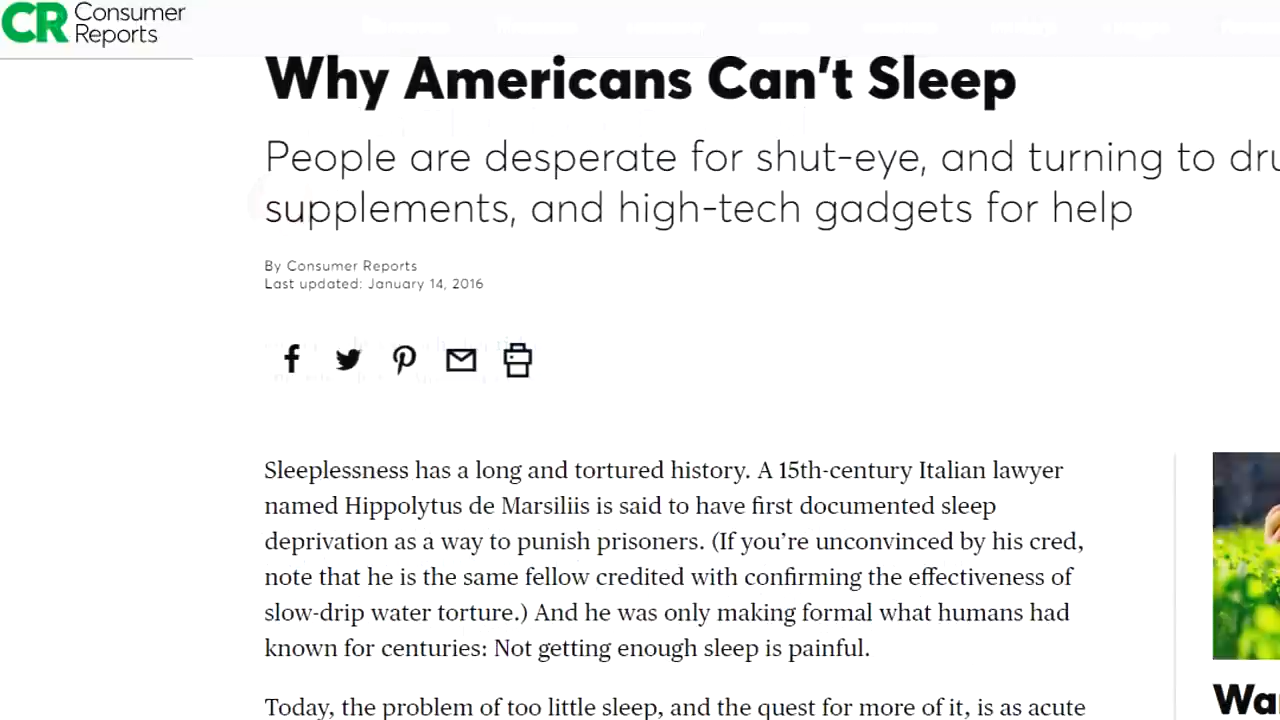 CR Consumer
Reports
Why Americans Can't Sleep
People are desperate for shut-eye, and turning to
supplements, and high-tech gadgets for help
By Consumer Reports
Last updated: January 14, 2016
Sleeplessness has a long and tortured history. A 15th-century Italian lawyer
named Hippolytus de Marsiliis is said to have first documented sleep
deprivation as a way to punish prisoners. (If you’re unconvinced by his cred,
note that he is the same fellow credited with confirming the effectiveness of
slow-drip water torture.) And he was only making formal what humans had
known for centuries: Not getting enough sleep is painful.
Today, the problem of too little sleep, and the quest for more of it, is as acute